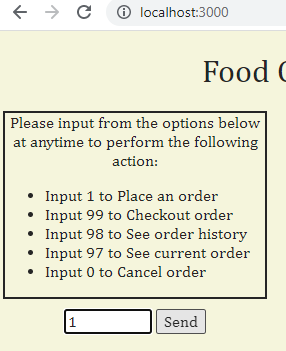 localhost:3000
Food
Please input from the options below
at anytime to perform the following
action:
Input 1 to Place an order
Input 99 to Checkout order
Input 98 to See order history
Input 97 to See current order
Input 0 to Cancel order
1
Send